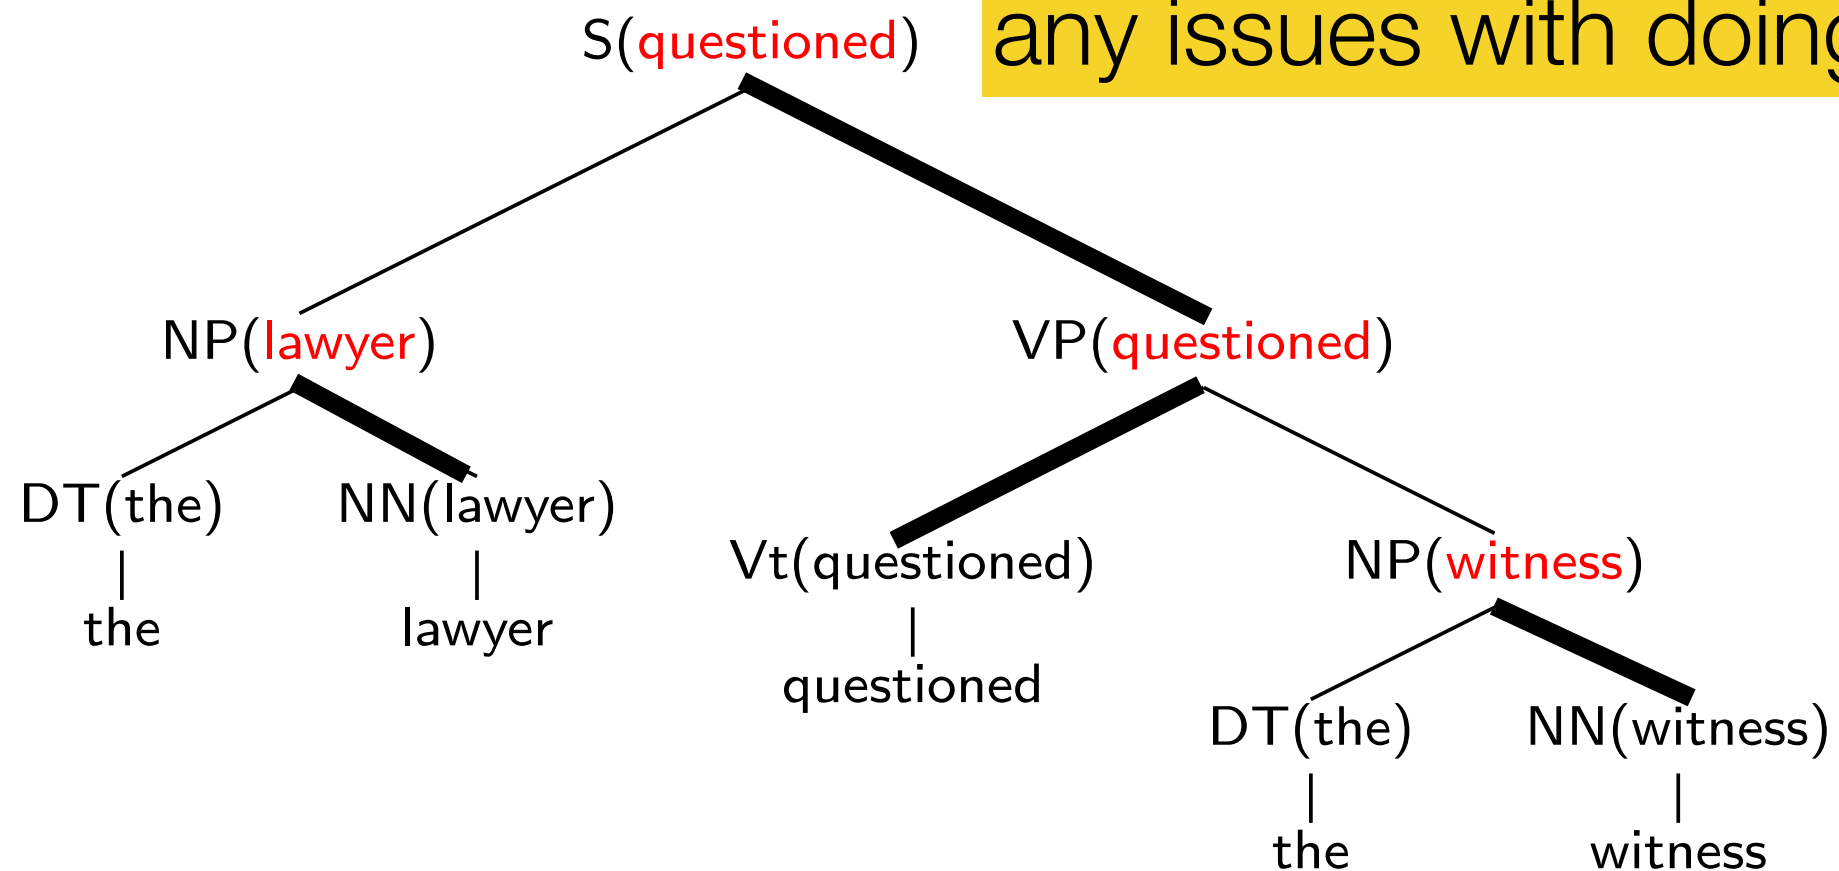 S(questioned)
any issues with doing
NP(lawyer)
VP(questioned)
DT(the)
NN(lawyer)
Vt(questioned)
NP(witness)
the
lawyer
questioned
DT(the)
NN(witness)
the
witness